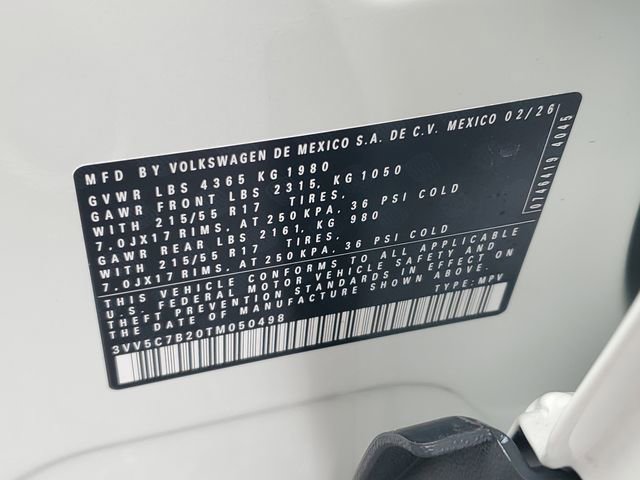 MFD BY VOLKSWAGEN DE MEXICO S.A. DE C.V. MEXICO 02/26
GVWR LBS 4365 KG 1980
GAWR FRONT LBS 2315, KG 1050
WITH 215/55 R17 TIRES,
7.0JX17 RIMS, AT 250KPA, 36 PSI COLD
GAWR REAR LBS 2161, KG 980
WITH 215/55 R17 TIRES,
7.0JX17 RIMS, AT 250KPA, 36 PSI COLD
THIS VEHICLE CONFORMS TO ALL APPLICABLE
U.S. FEDERAL MOTOR VEHICLE SAFETY AND
THEFT PREVENTION STANDARDS IN EFFECT ON
THE DATE OF MANUFACTURE SHOWN ABOVE.
3VV5C7B20TM050498 TYPE: MPV
0746419 4045